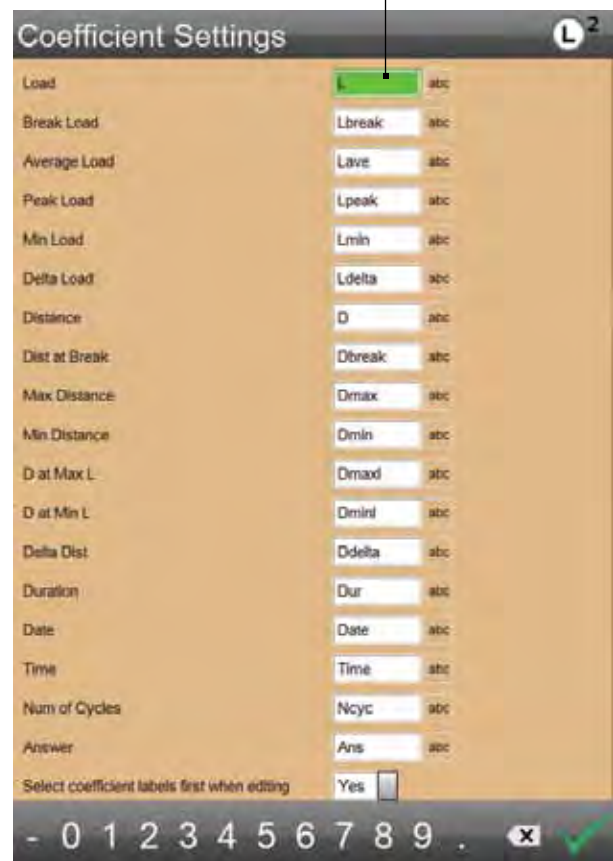 Coefficient Settings L2
Load L abc
Break Load Lbreak abc
Average Load Lave abc
Peak Load Lpeak abc
Min Load Lmin abc
Delta Load Ldelta abc
Distance D abc
Dist at Break Dbreak abc
Max Distance Dmax abc
Min Distance Dmin abc
D at Max L Dmaxl abc
D at Min L Dminl abc
Delta Dist Ddelta abc
Duration Dur abc
Date Date abc
Time Time abc
Num of Cycles Ncyc abc
Answer Ans abc
Select coefficient labels first when editing Yes
- 0 1 2 3 4 5 6 7 8 9 .